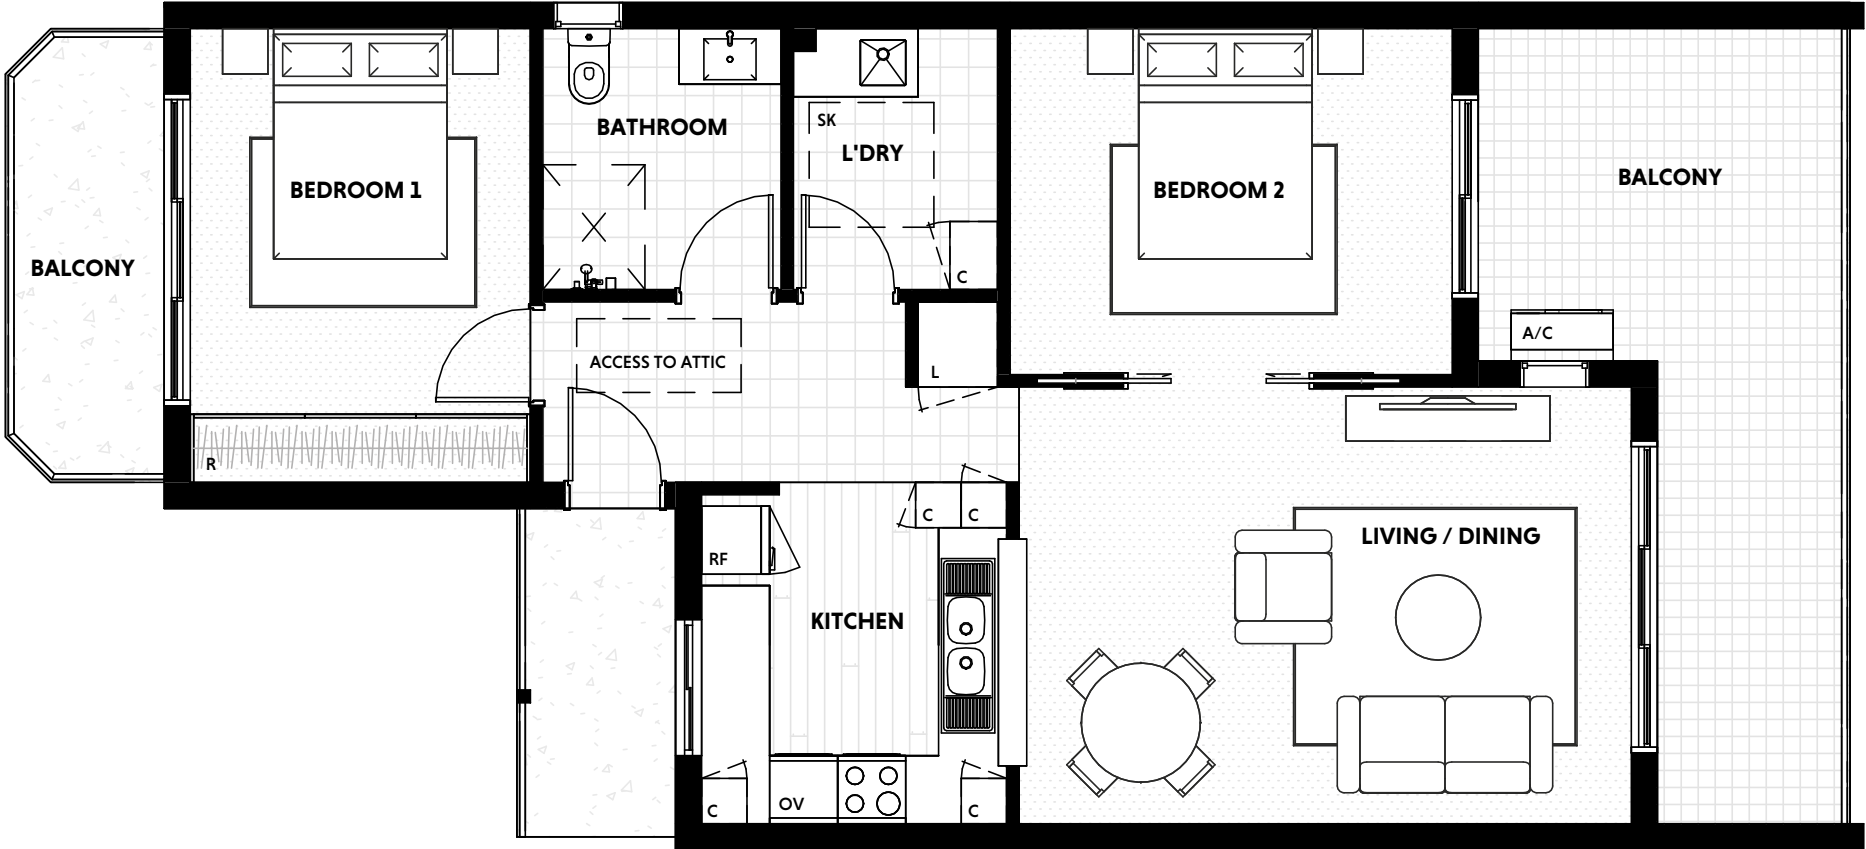 BATHROOM
SK
L'DRY
BEDROOM 1
BEDROOM 2
BALCONY
BALCONY
C
A/C
ACCESS TO ATTIC
L
R
C
C
LIVING / DINING
RF
KITCHEN
C
OV
C